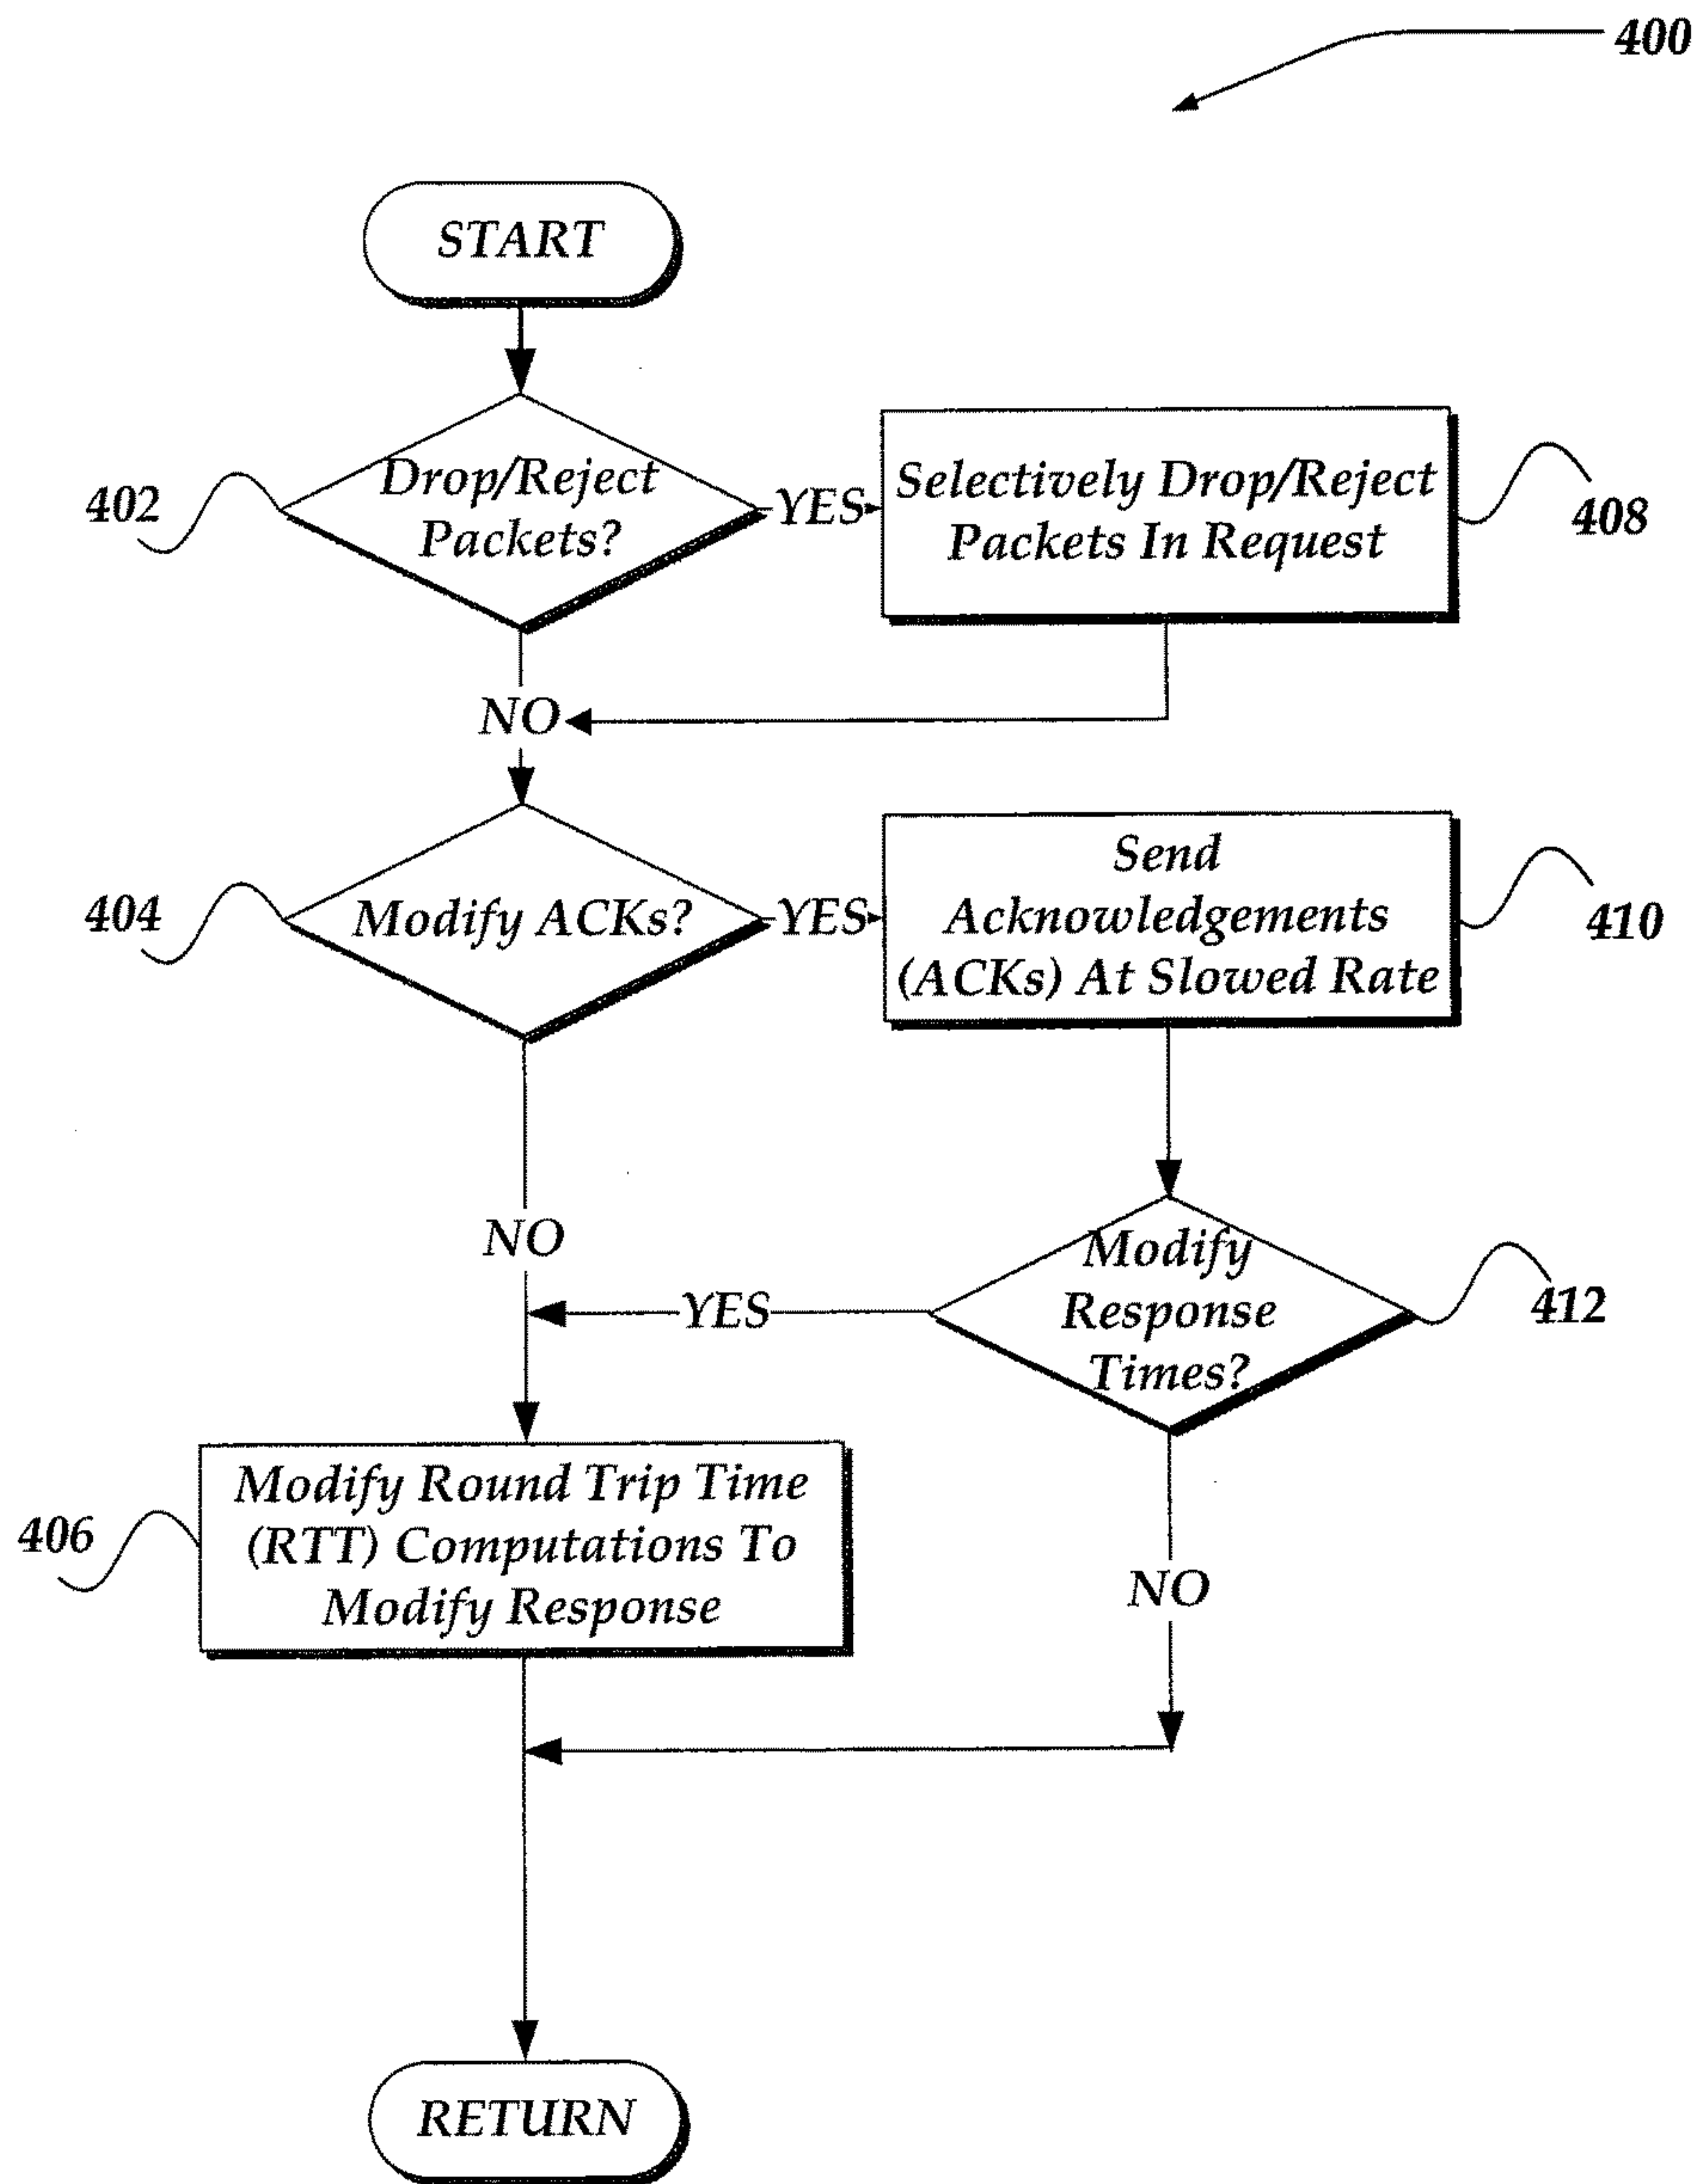 400
START
Drop/Reject
Packets?
402
YES
Selectively Drop/Reject
Packets In Request
408
NO
404
Modify ACKs?
YES
Send
Acknowledgements
(ACKs) At Slowed Rate
410
NO
YES
Modify
Response
Times?
412
406
Modify Round Trip Time
(RTT) Computations To
Modify Response
NO
RETURN